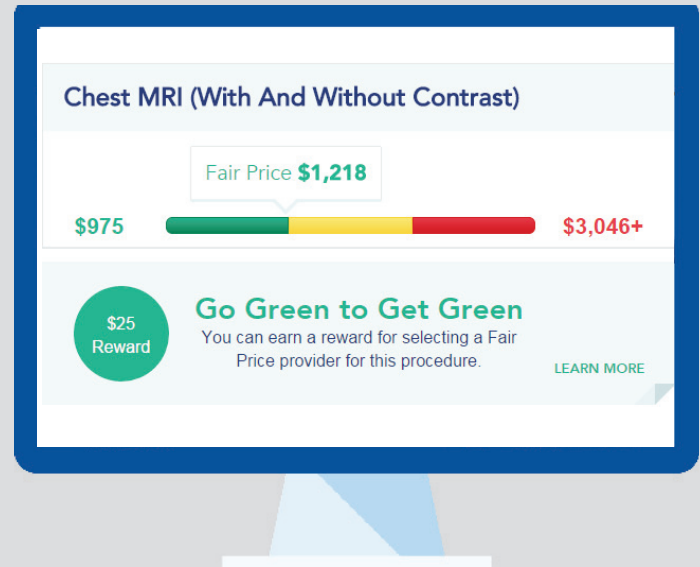 Chest MRI (With And Without Contrast)
Fair Price $1,218
$975
$3,046+
$25
Reward
Go Green to Get Green
You can earn a reward for selecting a Fair
Price provider for this procedure.
LEARN MORE